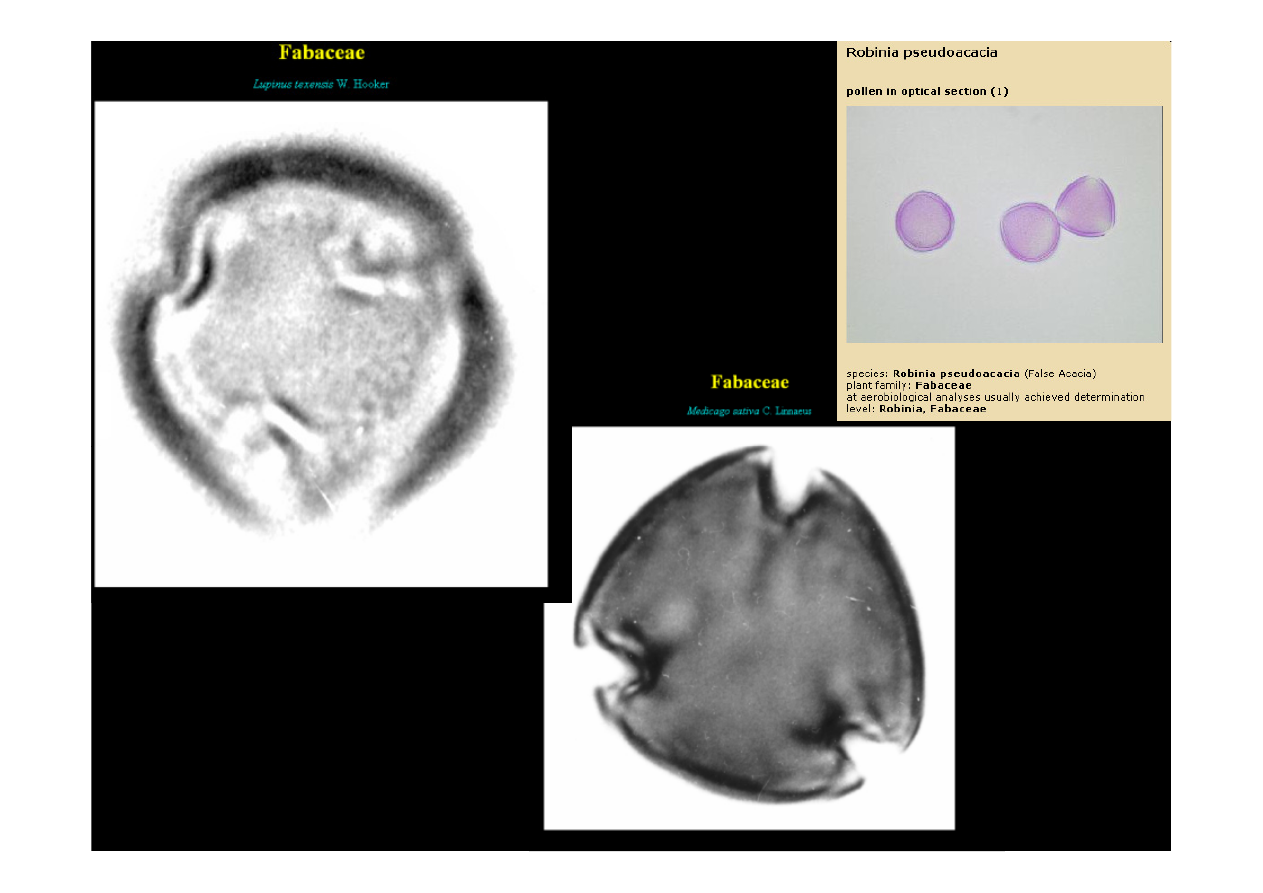 Fabaceae
Lupinus texensis W. Hooker
Robinia pseudoacacia
pollen in optical section (1)
species: Robinia pseudoacacia (False Acacia)
plant family: Fabaceae
at aerobiological analyses usually achieved determination
level: Robinia, Fabaceae
Fabaceae
Medicago sativa C. Linnaeus